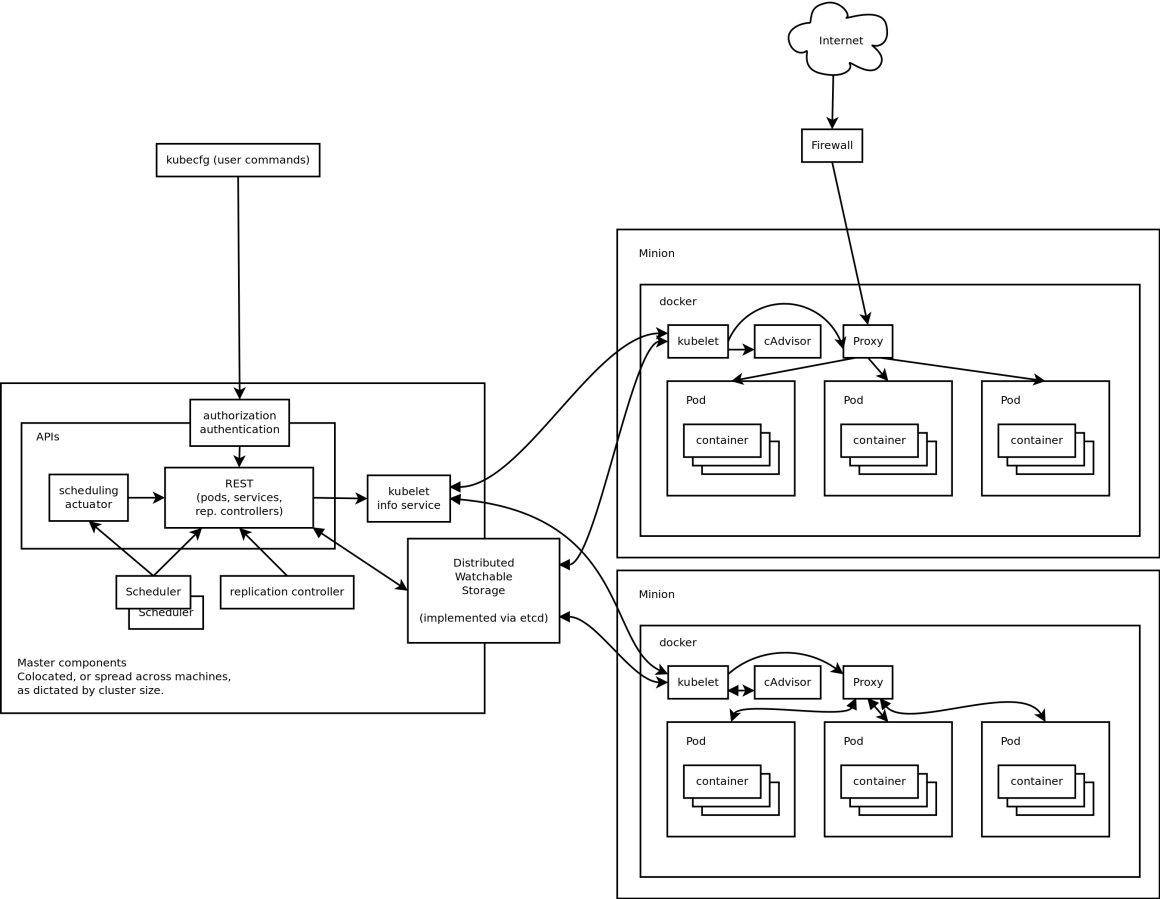 Internet
Firewall
kubecfg (user commands)
authorization
authentication
APIs
scheduling
actuator
REST
(pods, services,
rep. controllers)
kubelet
info service
Scheduler
Scheduler
replication controller
Distributed
Watchable
Storage
(implemented via etcd)
Master components
Colocated, or spread across machines,
as dictated by cluster size.
Minion
docker
kubelet
cAdvisor
Proxy
Pod
container
Pod
container
Pod
container
Minion
docker
kubelet
cAdvisor
Proxy
Pod
container
Pod
container
Pod
container